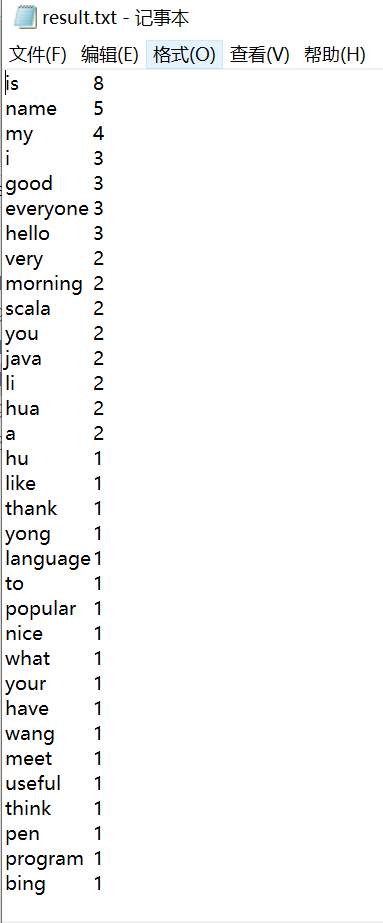 result.txt - 记事本
文件(F) 编辑(E) 格式(O) 查看(V) 帮助(H)
is 8
name 5
my 4
i 3
good 3
everyone 3
hello 3
very 2
morning 2
scala 2
you 2
java 2
li 2
hua 2
a 2
hu 1
like 1
thank 1
yong 1
language 1
to 1
popular 1
nice 1
what 1
your 1
have 1
wang 1
meet 1
useful 1
think 1
pen 1
program 1
bing 1